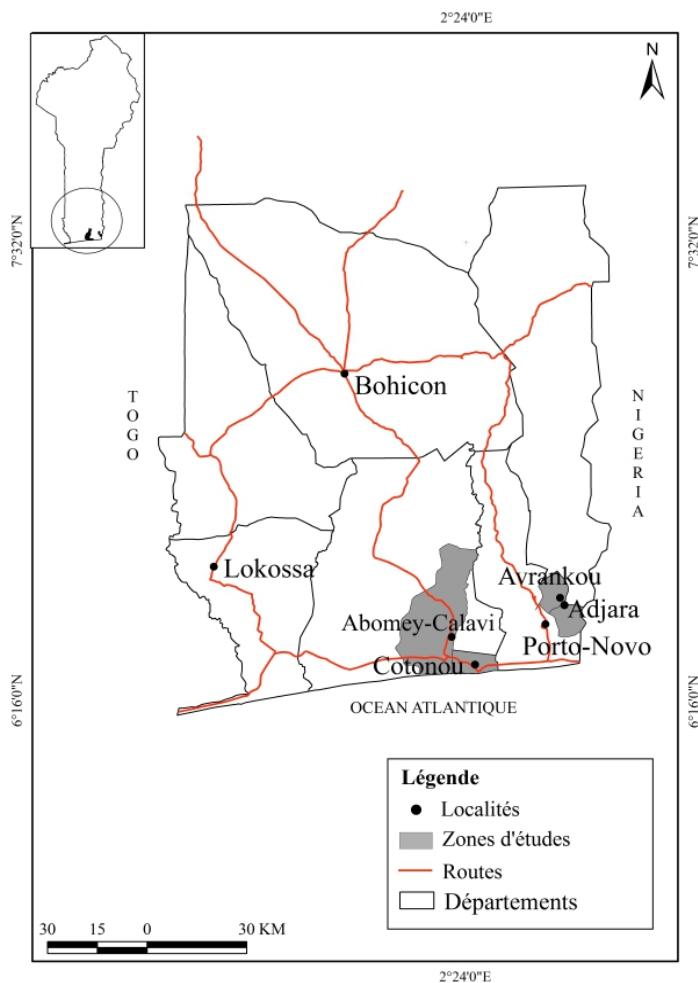 2°24'0"E
N
7°32'0"N
7°32'0"N
TOGO
Bohicon
NIGERIA
Lokossa
Avrankou
Adjara
Abomey-Calavi
Porto-Novo
Cotonou
6°16'0"N
6°16'0"N
OCEAN ATLANTIQUE
Légende
Localités
Zones d'études
Routes
Départements
30 15 0 30 KM
2°24'0"E